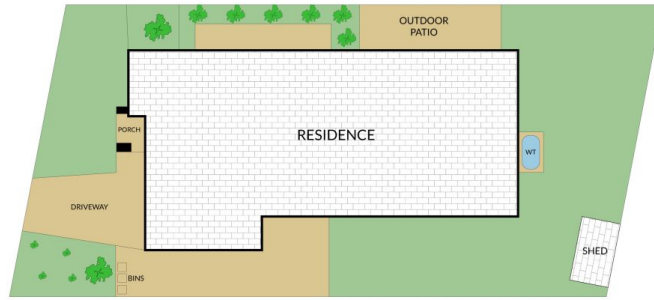 OUTDOOR
PATIO
PORCH
RESIDENCE
WT
DRIVEWAY
SHED
BINS